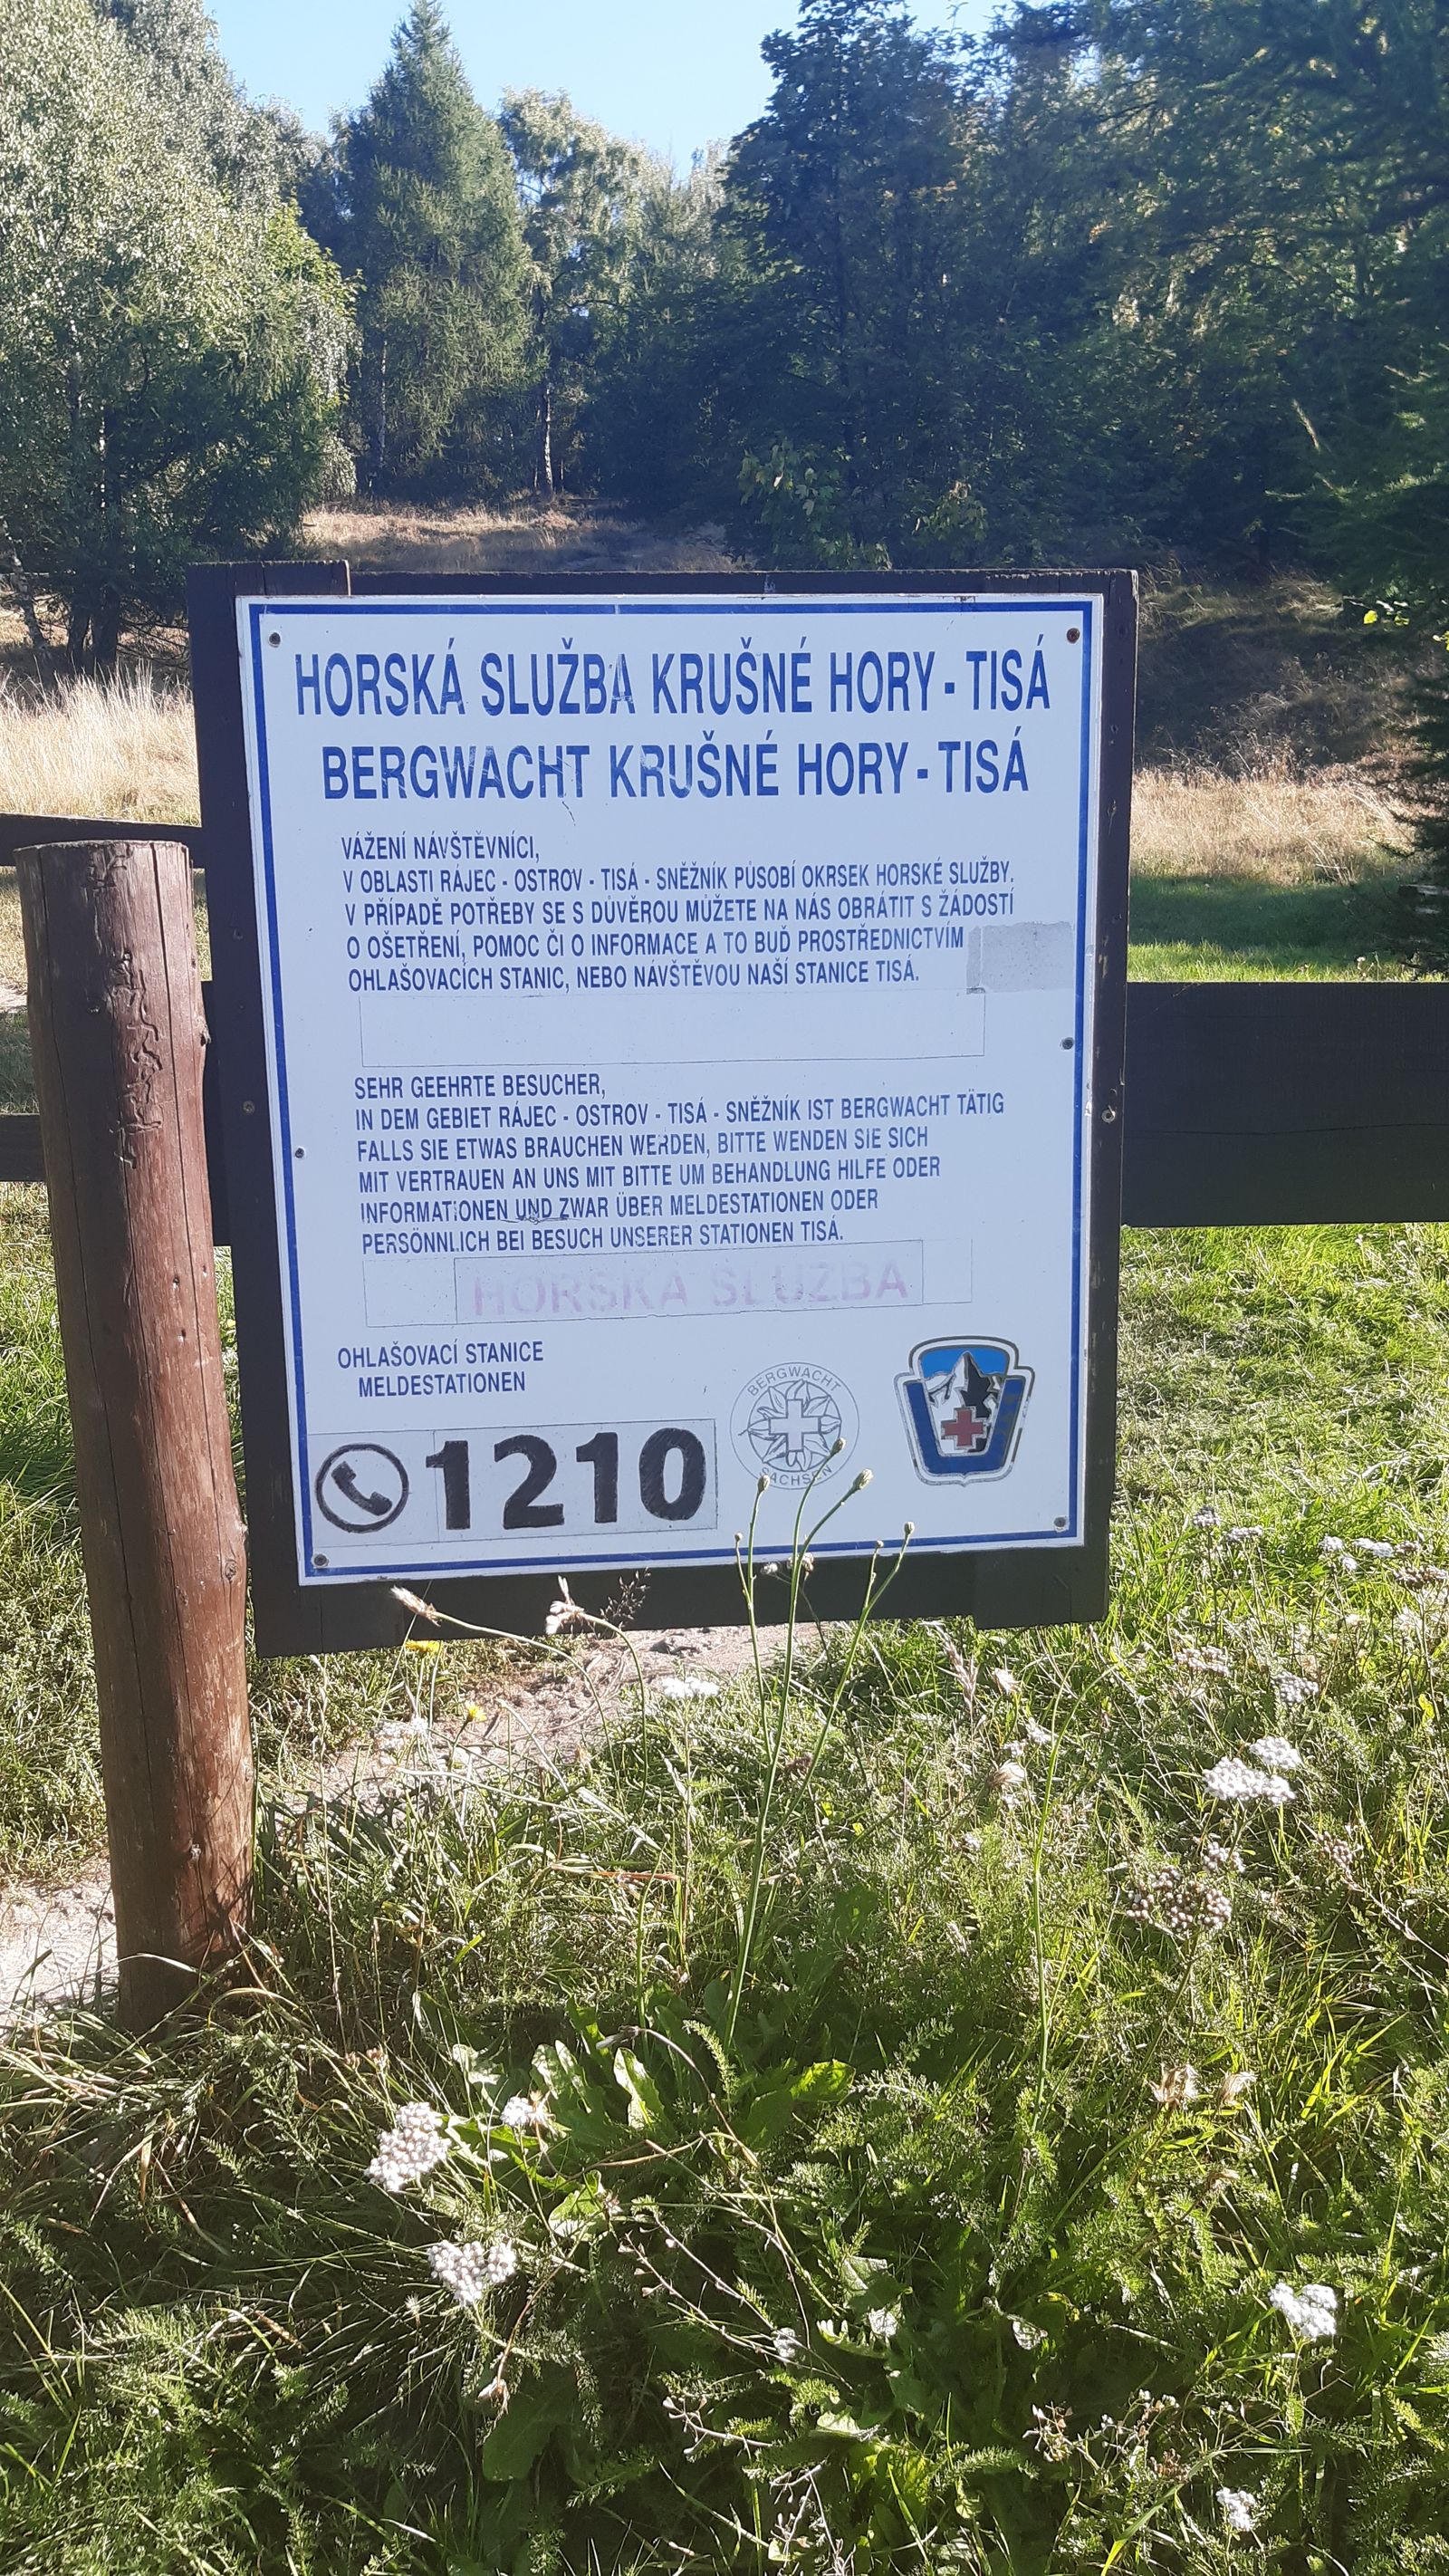 HORSKÁ SLUŽBA KRUŠNÉ HORY - TISÁ
BERGWACHT KRUŠNÉ HORY - TISÁ
VÁŽENÍ NÁVŠTĚVNÍCI,
V OBLASTI RÁJEC - OSTROV - TISÁ - SNĚŽNÍK PŮSOBÍ OKRSEK HORSKÉ SLUŽBY.
V PŘÍPADĚ POTŘEBY SE S DŮVĚROU MŮŽETE NA NÁS OBRÁTIT S ŽÁDOSTÍ
O OŠETŘENÍ, POMOC ČI O INFORMACE A TO BUĎ PROSTŘEDNICTVÍM
OHLAŠOVACÍCH STANIC, NEBO NÁVŠTĚVOU NAŠÍ STANICE TISÁ.
SEHR GEEHRTE BESUCHER,
IN DEM GEBIET RÁJEC - OSTROV - TISÁ - SNĚŽNÍK IST BERGWACHT TÄTIG
FALLS SIE ETWAS BRAUCHEN WERDEN, BITTE WENDEN SIE SICH
MIT VERTRAUEN AN UNS MIT BITTE UM BEHANDLUNG HILFE ODER
INFORMATIONEN UND ZWAR ÜBER MELDESTATIONEN ODER
PERSÖNNLICH BEI BESUCH UNSERER STATIONEN TISÁ.
HORSKÁ SLUŽBA
OHLAŠOVACÍ STANICE
MELDESTATIONEN
1210
BERGWACHT
SACHSEN